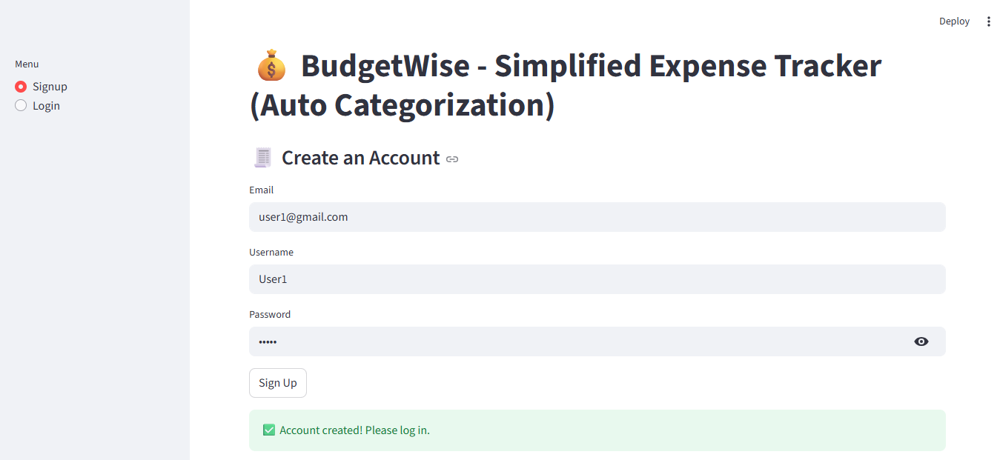 Deploy
Menu
Signup
Login
BudgetWise - Simplified Expense Tracker
(Auto Categorization)
Create an Account
Email
user1@gmail.com
Username
User1
Password
•••••
Sign Up
Account created! Please log in.